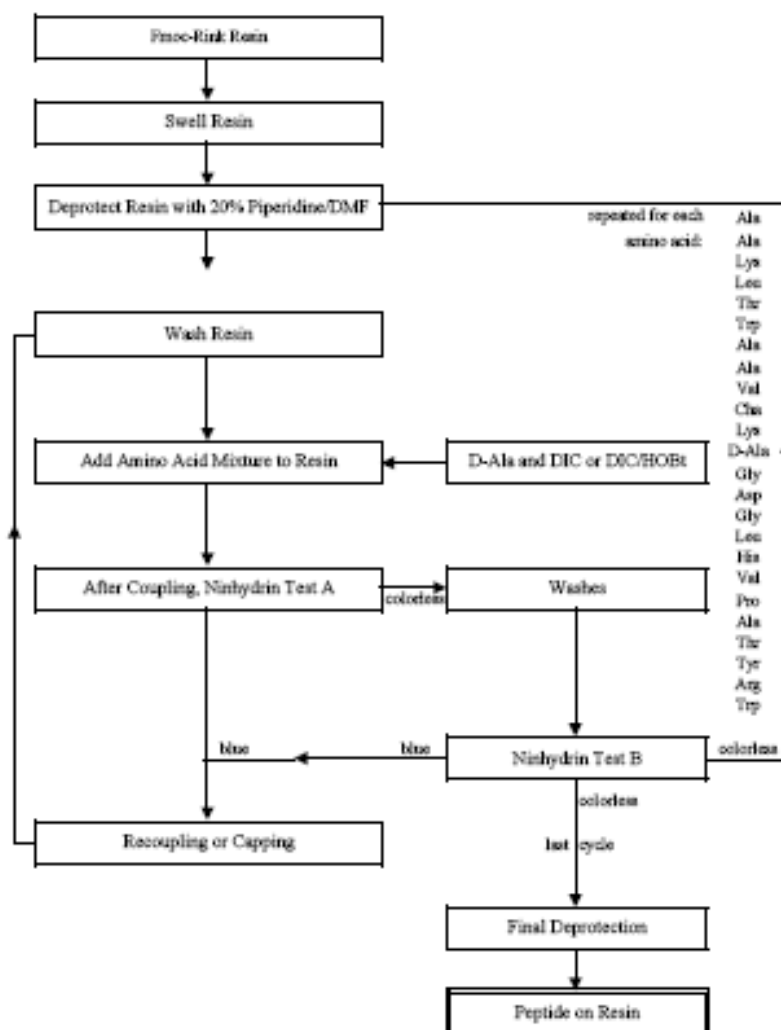 Fmoc-Rink Resin
Swell Resin
Deprotect Resin with 20% Piperidine/DMF
repeated for each
amino acid:
Ala
Ala
Lys
Leu
Thr
Trp
Ala
Ala
Val
Cha
Lys
D-Ala
Gly
Asp
Gly
Leu
His
Val
Pro
Ala
Thr
Tyr
Arg
Trp
Wash Resin
Add Amino Acid Mixture to Resin
D-Ala and DIC or DIC/HOBt
After Coupling, Ninhydrin Test A
colorless
Washes
blue
blue
Ninhydrin Test B
colorless
colorless
Recoupling or Capping
last cycle
Final Deprotection
Peptide on Resin